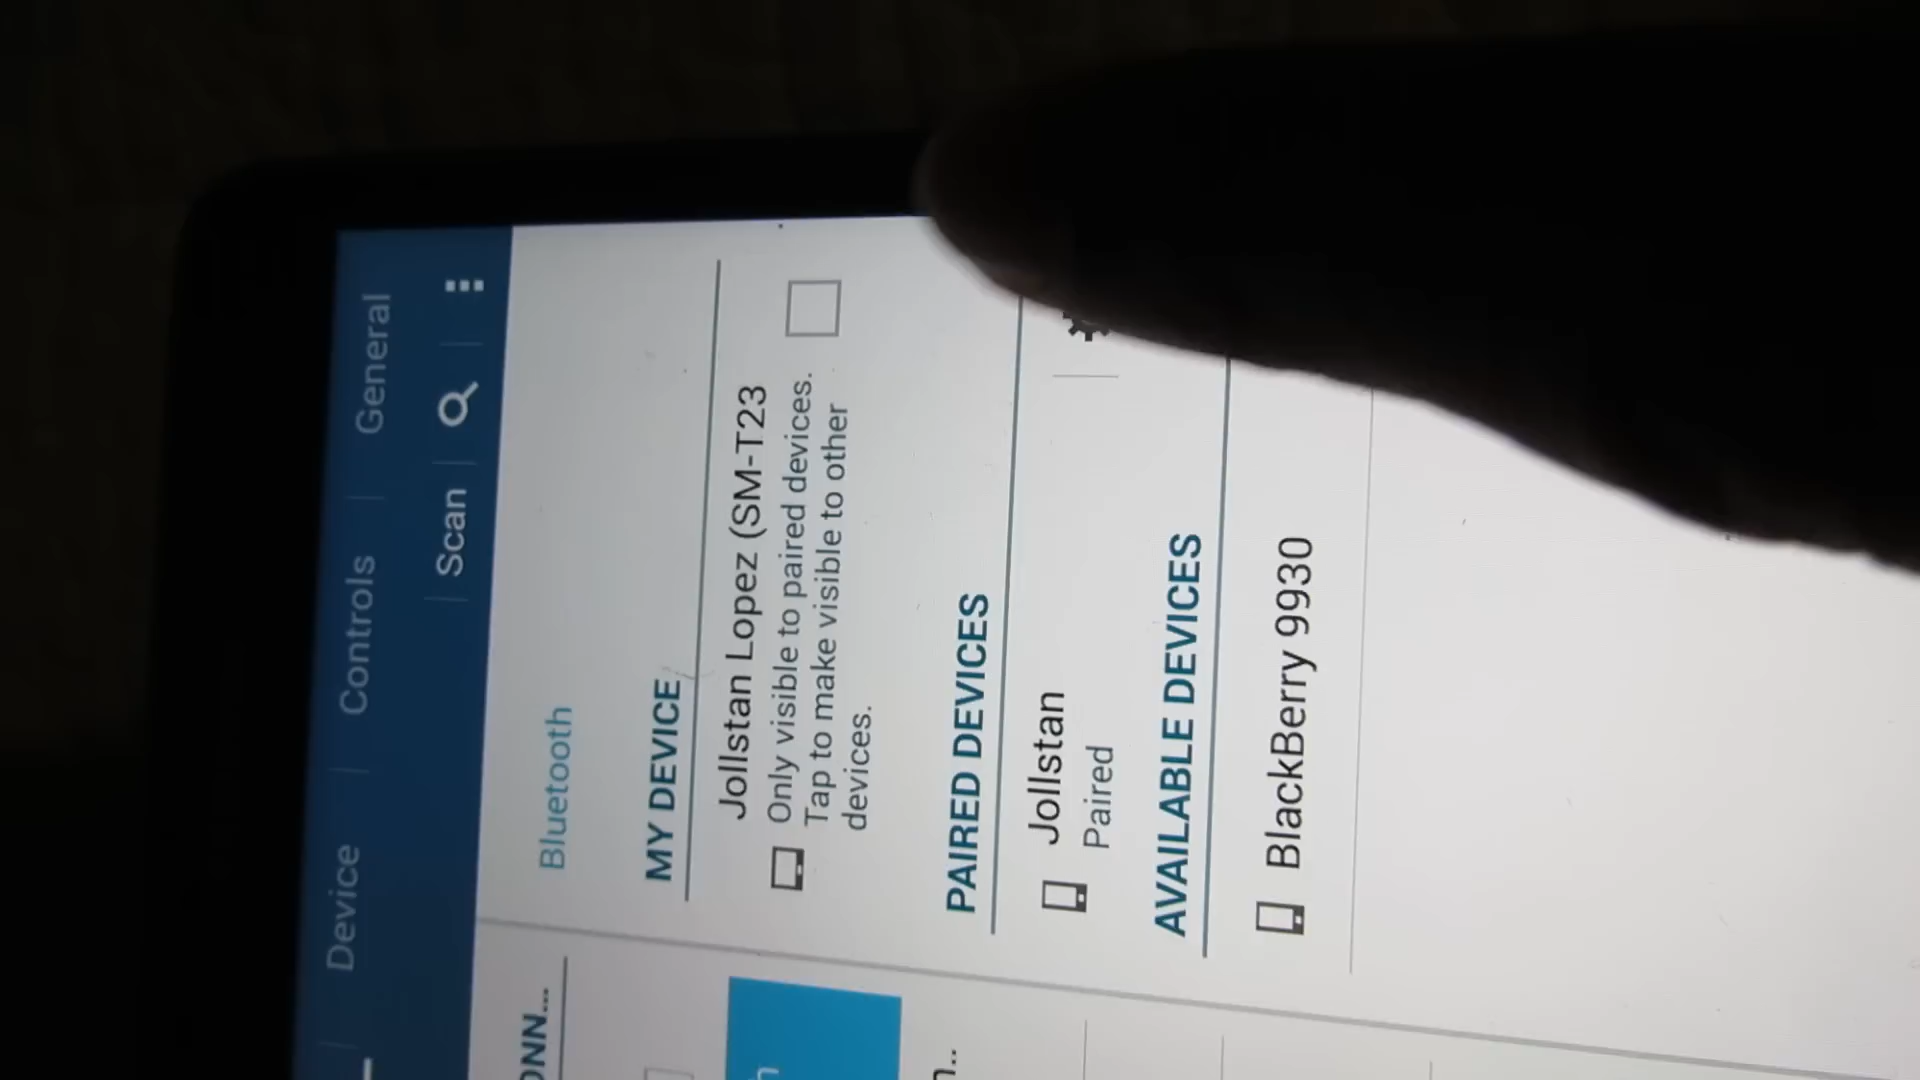 Device
Controls
General
Scan
ONN...
Bluetooth
MY DEVICE
Jollstan Lopez (SM-T23
Only visible to paired devices.
Tap to make visible to other
devices.
PAIRED DEVICES
Jollstan
Paired
AVAILABLE DEVICES
BlackBerry 9930